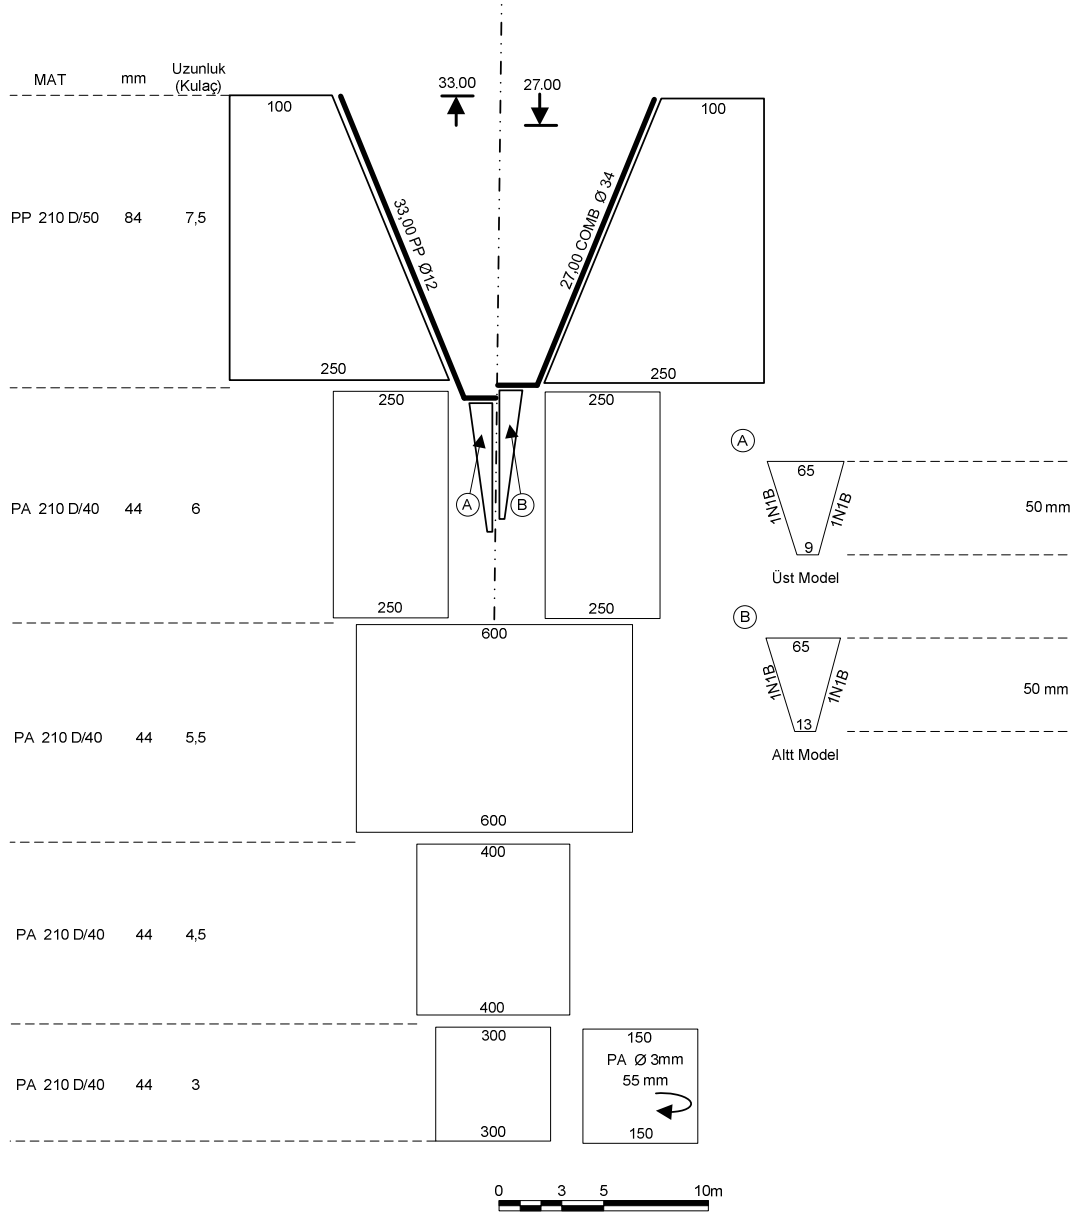 MAT mm Uzunluk
(Kulaç)
33.00 27.00
100 100
PP 210 D/50 84 7,5
33,00 PP Ø12
27,00 COMB Ø 34
250 250
250 250
A
65
PA 210 D/40 44 6
A B
1N1B 1N1B
50 mm
9
Üst Model
250 250
B
600
65
1N1B 1N1B
50 mm
13
PA 210 D/40 44 5,5
Altt Model
600
400
PA 210 D/40 44 4,5
400
300 150
PA Ø 3mm
55 mm
PA 210 D/40 44 3
300 150
0 3 5 10m